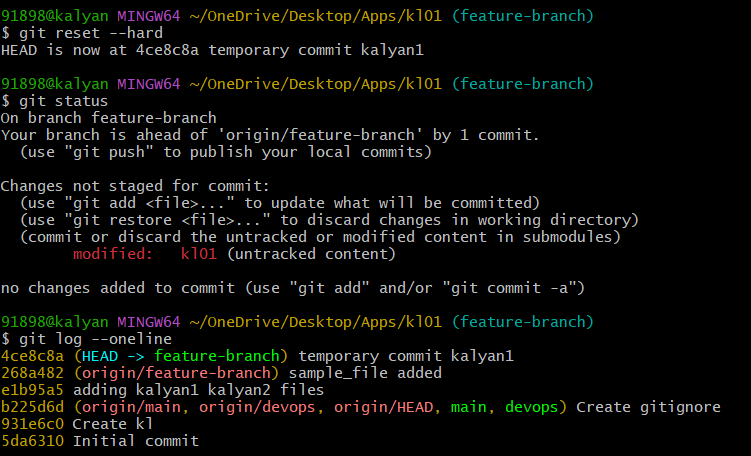 91898@kalyan MINGW64 ~/OneDrive/Desktop/Apps/kl01 (feature-branch)
$ git reset --hard
HEAD is now at 4ce8c8a temporary commit kalyan1
91898@kalyan MINGW64 ~/OneDrive/Desktop/Apps/kl01 (feature-branch)
$ git status
On branch feature-branch
Your branch is ahead of 'origin/feature-branch' by 1 commit.
  (use "git push" to publish your local commits)
Changes not staged for commit:
  (use "git add <file>..." to update what will be committed)
  (use "git restore <file>..." to discard changes in working directory)
  (commit or discard the untracked or modified content in submodules)
        modified:   kl01 (untracked content)
no changes added to commit (use "git add" and/or "git commit -a")
91898@kalyan MINGW64 ~/OneDrive/Desktop/Apps/kl01 (feature-branch)
$ git log --oneline
4ce8c8a (HEAD -> feature-branch) temporary commit kalyan1
268a482 (origin/feature-branch) sample_file added
e1b95a5 adding kalyan1 kalyan2 files
b225d6d (origin/main, origin/devops, origin/HEAD, main, devops) Create gitignore
931e6c0 Create kl
5da6310 Initial commit